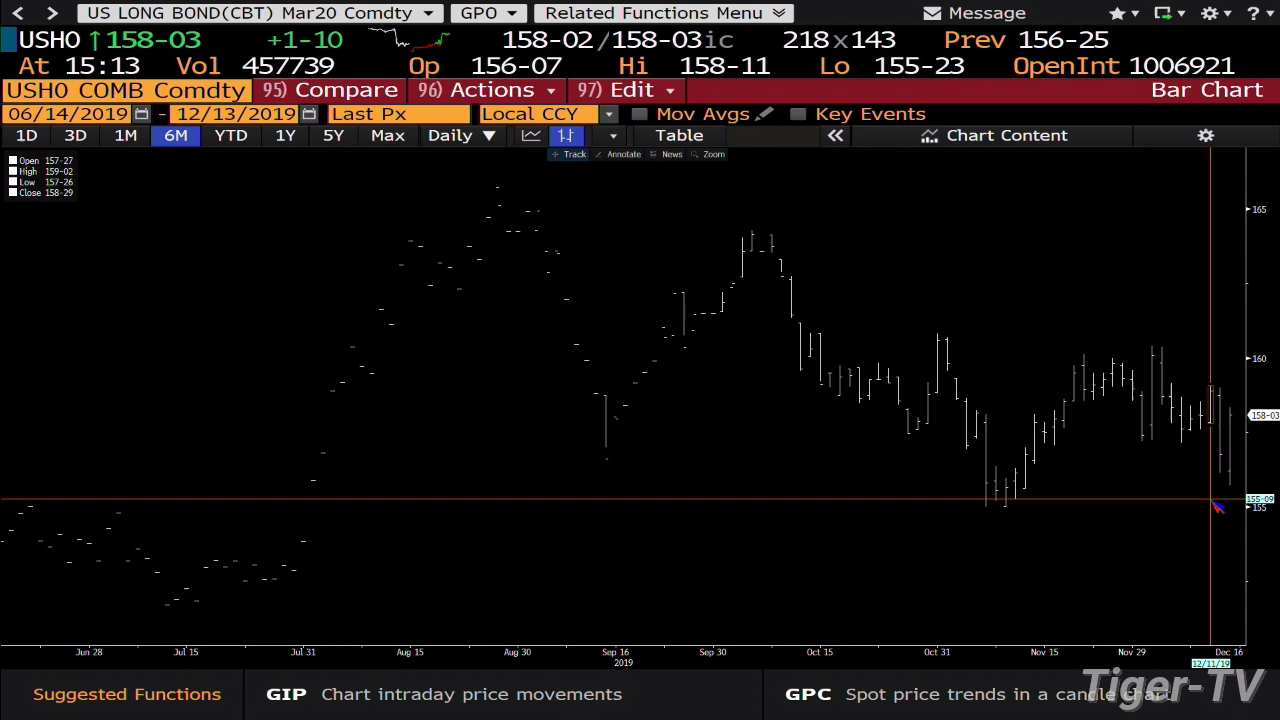 US LONG BOND(CBT) Mar20 Comdty GPO Related Functions Menu Message ?
USH0 ↑158-03 +1-10 158-02/158-03ic 218x143 Prev 156-25
At 15:13 Vol 457739 Op 156-07 Hi 158-11 Lo 155-23 OpenInt 1006921
USH0 COMB Comdty 95) Compare 96) Actions 97) Edit Bar Chart
06/14/2019 - 12/13/2019 Last Px Local CCY Mov Avgs Key Events
1D 3D 1M 6M YTD 1Y 5Y Max Daily ▼ Table « Chart Content
Track Annotate News Zoom
Open 157-27
High 159-02
Low 157-26
Close 158-29
165
160
158-03
155-09
155
Jun 28 Jul 15 Jul 31 Aug 15 Aug 30 Sep 16 Sep 30 Oct 15 Oct 31 Nov 15 Nov 29 Dec 16
2019 12/11/19
Suggested Functions GIP Chart intraday price movements GPC Spot price trends in a candle chart
Tiger-TV